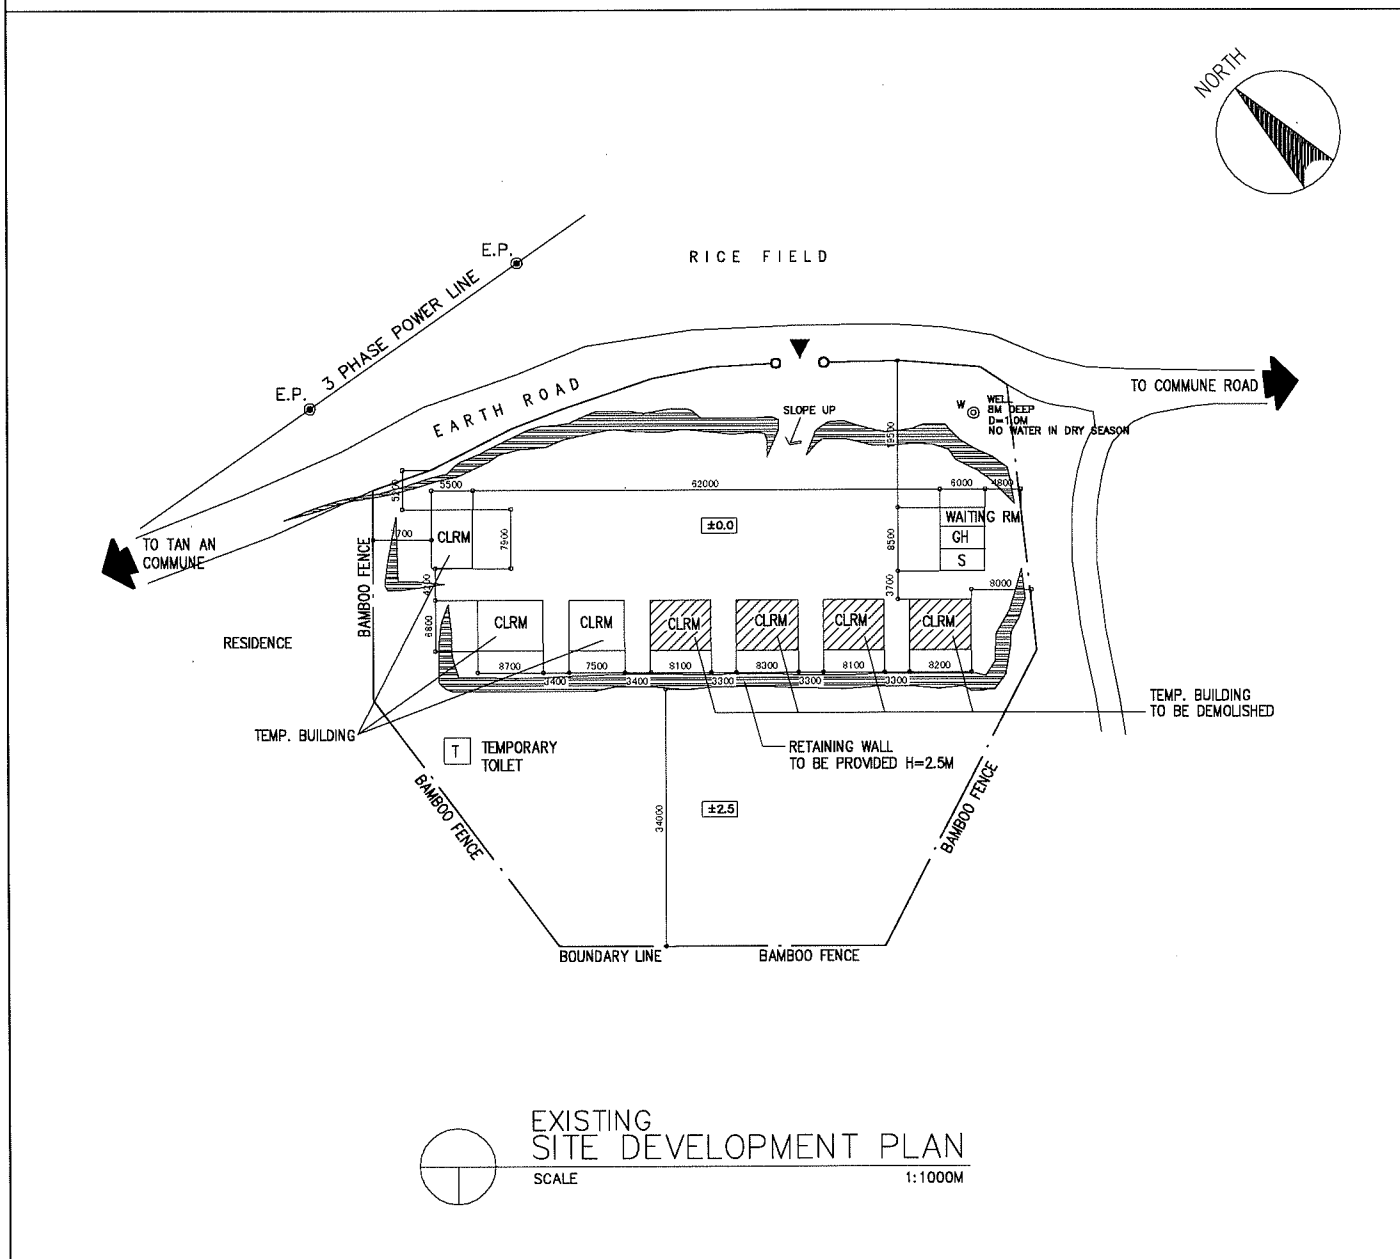 NORTH
E.P.
RICE FIELD
3 PHASE POWER LINE
E.P.
EARTH ROAD
TO COMMUNE ROAD
SLOPE UP
W
WELL
8M DEEP
D=1.0M
NO WATER IN DRY SEASON
19500
5500
62000
6000
4800
±0.0
WAITING RM
CLRM
7900
8500
GH
S
TO TAN AN
COMMUNE
BAMBOO FENCE
3700
8000
6800
CLRM
CLRM
CLRM
CLRM
CLRM
CLRM
RESIDENCE
8700
7500
8100
8300
8100
8200
3400
3400
3300
3300
3300
TEMP. BUILDING
TO BE DEMOLISHED
TEMP. BUILDING
T
TEMPORARY
TOILET
RETAINING WALL
TO BE PROVIDED H=2.5M
BAMBOO FENCE
±2.5
34000
BAMBOO FENCE
BOUNDARY LINE
BAMBOO FENCE
EXISTING
SITE DEVELOPMENT PLAN
SCALE
1:1000M